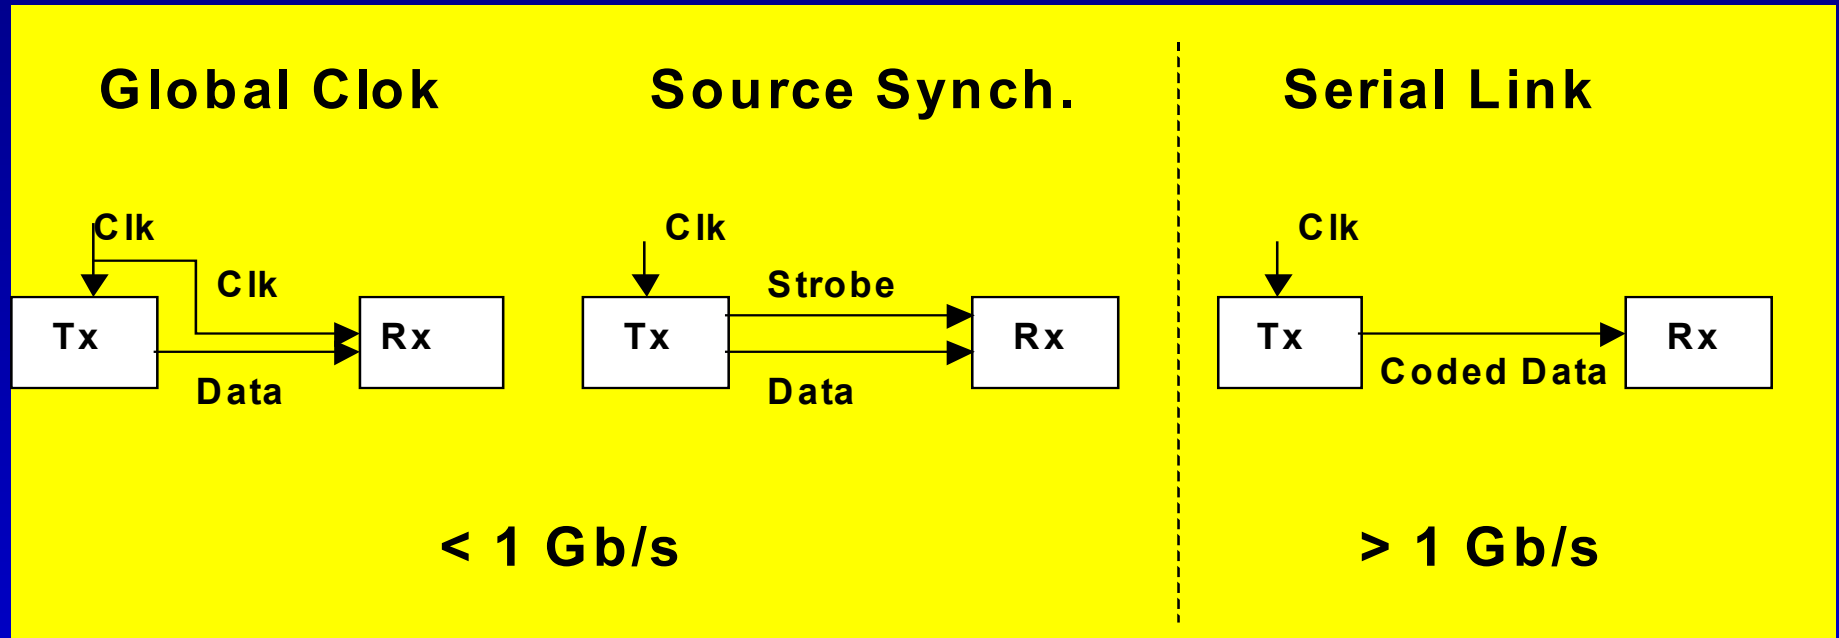 Global Clok
Source Synch.
Serial Link
Clk
Clk
Tx
Rx
Data
Clk
Strobe
Tx
Rx
Data
Clk
Tx
Rx
Coded Data
< 1 Gb/s
> 1 Gb/s